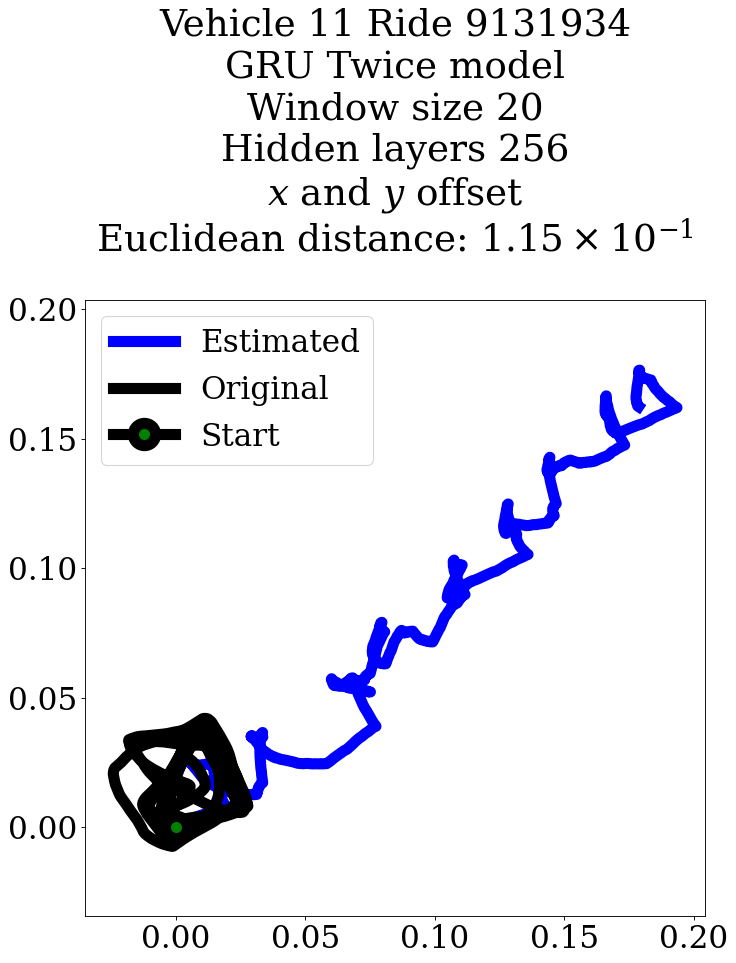 Vehicle 11 Ride 9131934
GRU Twice model
Window size 20
Hidden layers 256
x and y offset
Euclidean distance: 1.15 × 10⁻¹
Estimated
Original
Start
0.20
0.15
0.10
0.05
0.00
0.00 0.05 0.10 0.15 0.20